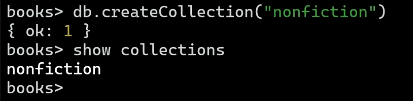 books> db.createCollection("nonfiction")
{ ok: 1 }
books> show collections
nonfiction
books>